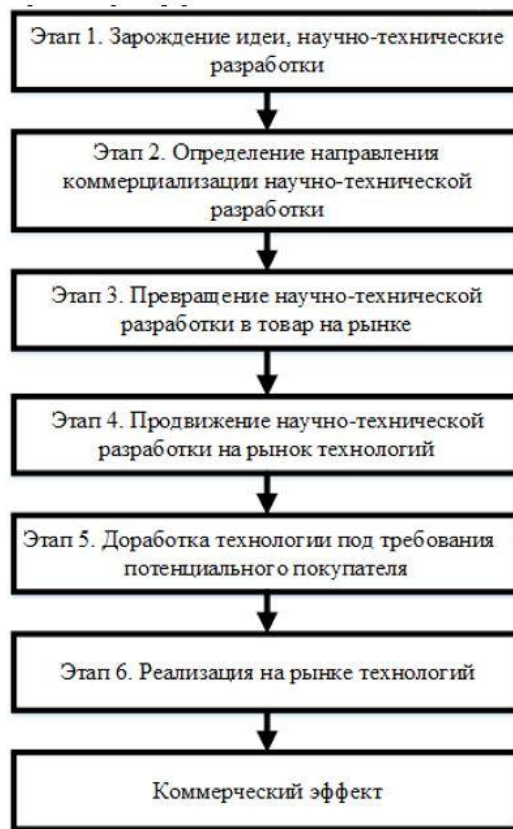 Этап 1. Зарождение идеи, научно-технические
разработки
Этап 2. Определение направления
коммерциализации научно-технической
разработки
Этап 3. Превращение научно-технической
разработки в товар на рынке
Этап 4. Продвижение научно-технической
разработки на рынок технологий
Этап 5. Доработка технологии под требования
потенциального покупателя
Этап 6. Реализация на рынке технологий
Коммерческий эффект